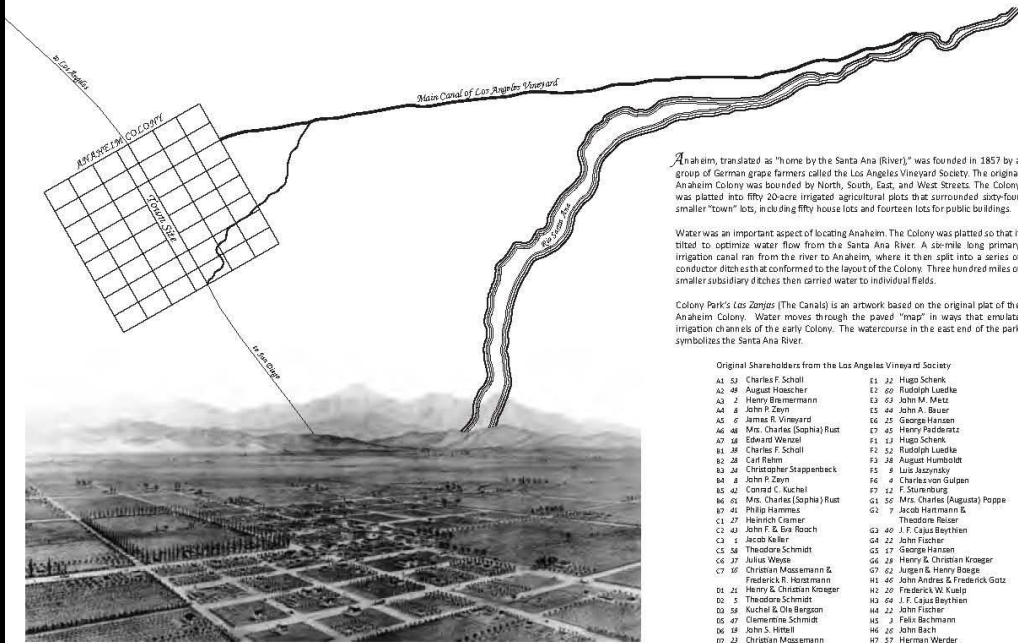 to Los Angeles
ANAHEIM COLONY
Town Site
Main Canal of Los Angeles Vineyard
Rio Santa Ana
to San Diego
Anaheim, translated as "home by the Santa Ana (River)," was founded in 1857 by a
group of German grape farmers called the Los Angeles Vineyard Society. The origina
Anaheim Colony was bounded by North, South, East, and West Streets. The Colony
was platted into fifty 20-acre irrigated agricultural plots that surrounded sixty-four
smaller "town" lots, including fifty house lots and fourteen lots for public buildings.
Water was an important aspect of locating Anaheim. The Colony was platted so that it
tilted to optimize water flow from the Santa Ana River. A six-mile long primary
irrigation canal ran from the river to Anaheim, where it then split into a series of
conductor ditches that conformed to the layout of the Colony. Three hundred miles of
smaller subsidiary ditches then carried water to individual fields.
Colony Park's Las Zanjas (The Canals) is an artwork based on the original plat of the
Anaheim Colony. Water moves through the paved "map" in ways that emulate
irrigation channels of the early Colony. The watercourse in the east end of the park
symbolizes the Santa Ana River.
Original Shareholders from the Los Angeles Vineyard Society
A1 53 Charles F. Scholl
A2 49 August Hoescher
A3 2 Henry Bremermann
A4 8 John P. Zeyn
A5 6 James R. Vineyard
A6 48 Mrs. Charles (Sophia) Rust
A7 18 Edward Wenzel
B1 39 Charles F. Scholl
B2 28 Carl Rehm
B3 24 Christopher Stappenbeck
B4 8 John P. Zeyn
B5 42 Conrad C. Kuchel
B6 61 Mrs. Charles (Sophia) Rust
B7 41 Philip Hammes
C1 27 Heinrich Cramer
C2 43 John F. & Eva Rooch
C3 1 Jacob Keller
C5 58 Theodore Schmidt
C6 37 Julius Weyse
C7 16 Christian Mossemann &
Frederick R. Horstmann
D1 21 Henry & Christian Kroeger
D2 5 Theodore Schmidt
D3 59 Kuchel & Ole Bergson
D5 47 Clementine Schmidt
D6 19 John S. Hittell
D7 23 Christian Mossemann
E1 32 Hugo Schenk
E2 60 Rudolph Luedke
E3 63 John M. Metz
E5 44 John A. Bauer
E6 25 George Hansen
E7 45 Henry Padderatz
F1 13 Hugo Schenk
F2 52 Rudolph Luedke
F3 38 August Humboldt
F5 9 Luis Jaszynsky
F6 4 Charles von Gulpen
F7 12 F. Sturenburg
G1 56 Mrs. Charles (Augusta) Poppe
G2 7 Jacob Hartmann &
Theodore Reiser
G3 40 J. F. Cajus Beythien
G4 22 John Fischer
G5 17 George Hansen
G6 29 Henry & Christian Kroeger
G7 62 Jurgen & Henry Boege
H1 46 John Andres & Frederick Gotz
H2 20 Frederick W. Kuelp
H3 64 J. F. Cajus Beythien
H4 22 John Fischer
H5 3 Felix Bachmann
H6 26 John Bach
H7 57 Herman Werder